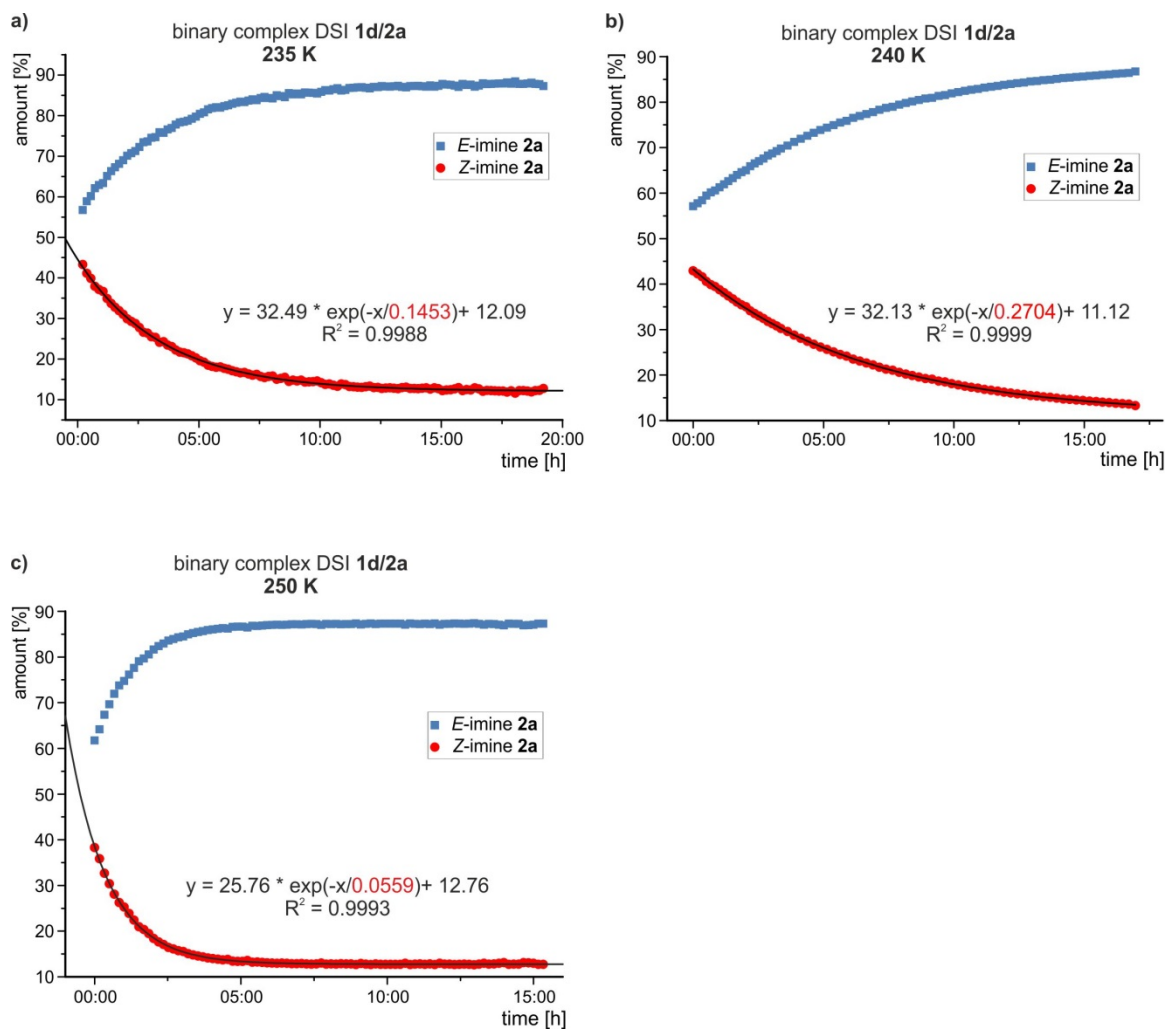 a)
binary complex DSI 1d/2a
235 K
amount [%]
90
80
70
60
50
40
30
20
10
E-imine 2a
Z-imine 2a
y = 32.49 * exp(-x/0.1453)+ 12.09
R² = 0.9988
00:00 05:00 10:00 15:00 20:00
time [h]
b)
binary complex DSI 1d/2a
240 K
amount [%]
90
80
70
60
50
40
30
20
10
E-imine 2a
Z-imine 2a
y = 32.13 * exp(-x/0.2704)+ 11.12
R² = 0.9999
00:00 05:00 10:00 15:00
time [h]
c)
binary complex DSI 1d/2a
250 K
amount [%]
90
80
70
60
50
40
30
20
10
E-imine 2a
Z-imine 2a
y = 25.76 * exp(-x/0.0559)+ 12.76
R² = 0.9993
00:00 05:00 10:00 15:00
time [h]